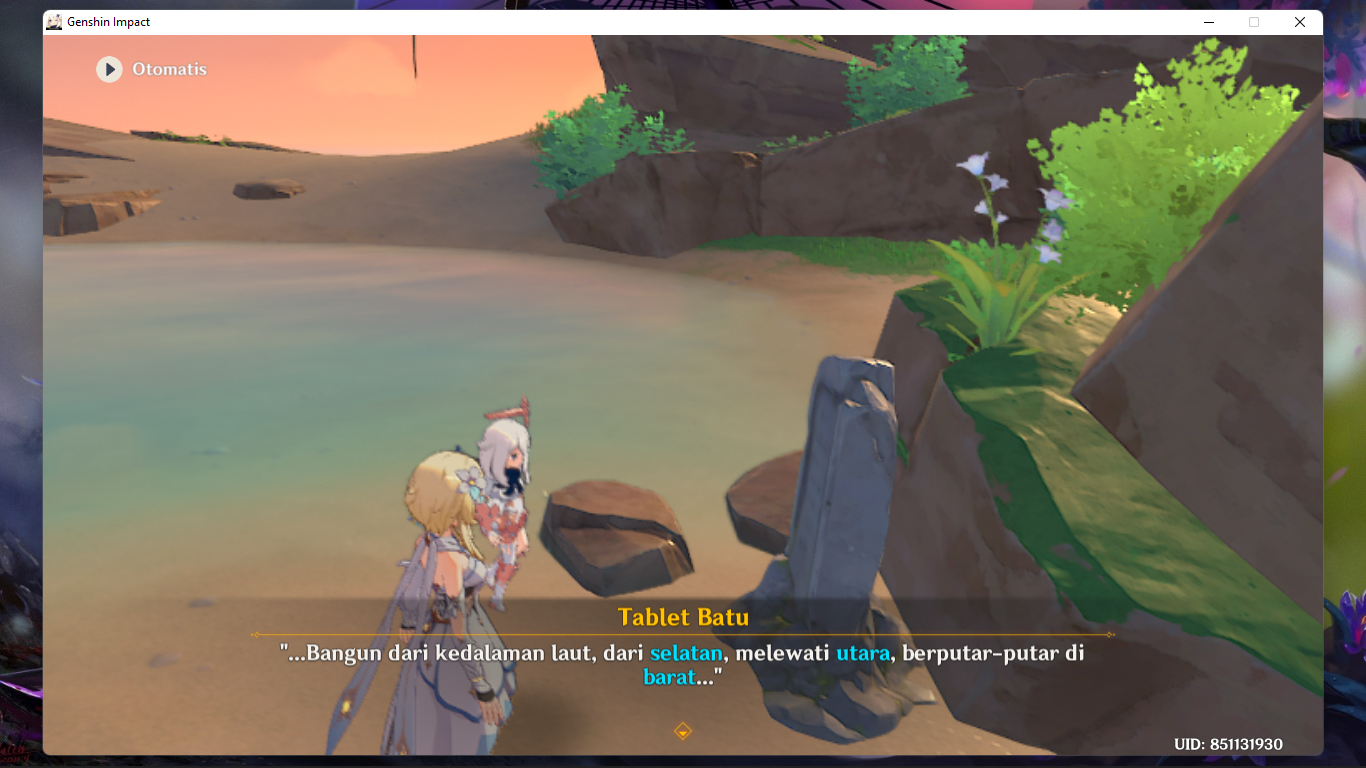 Genshin Impact
Otomatis
Tablet Batu
"...Bangun dari kedalaman laut, dari selatan, melewati utara, berputar-putar di
barat..."
UID: 851131930